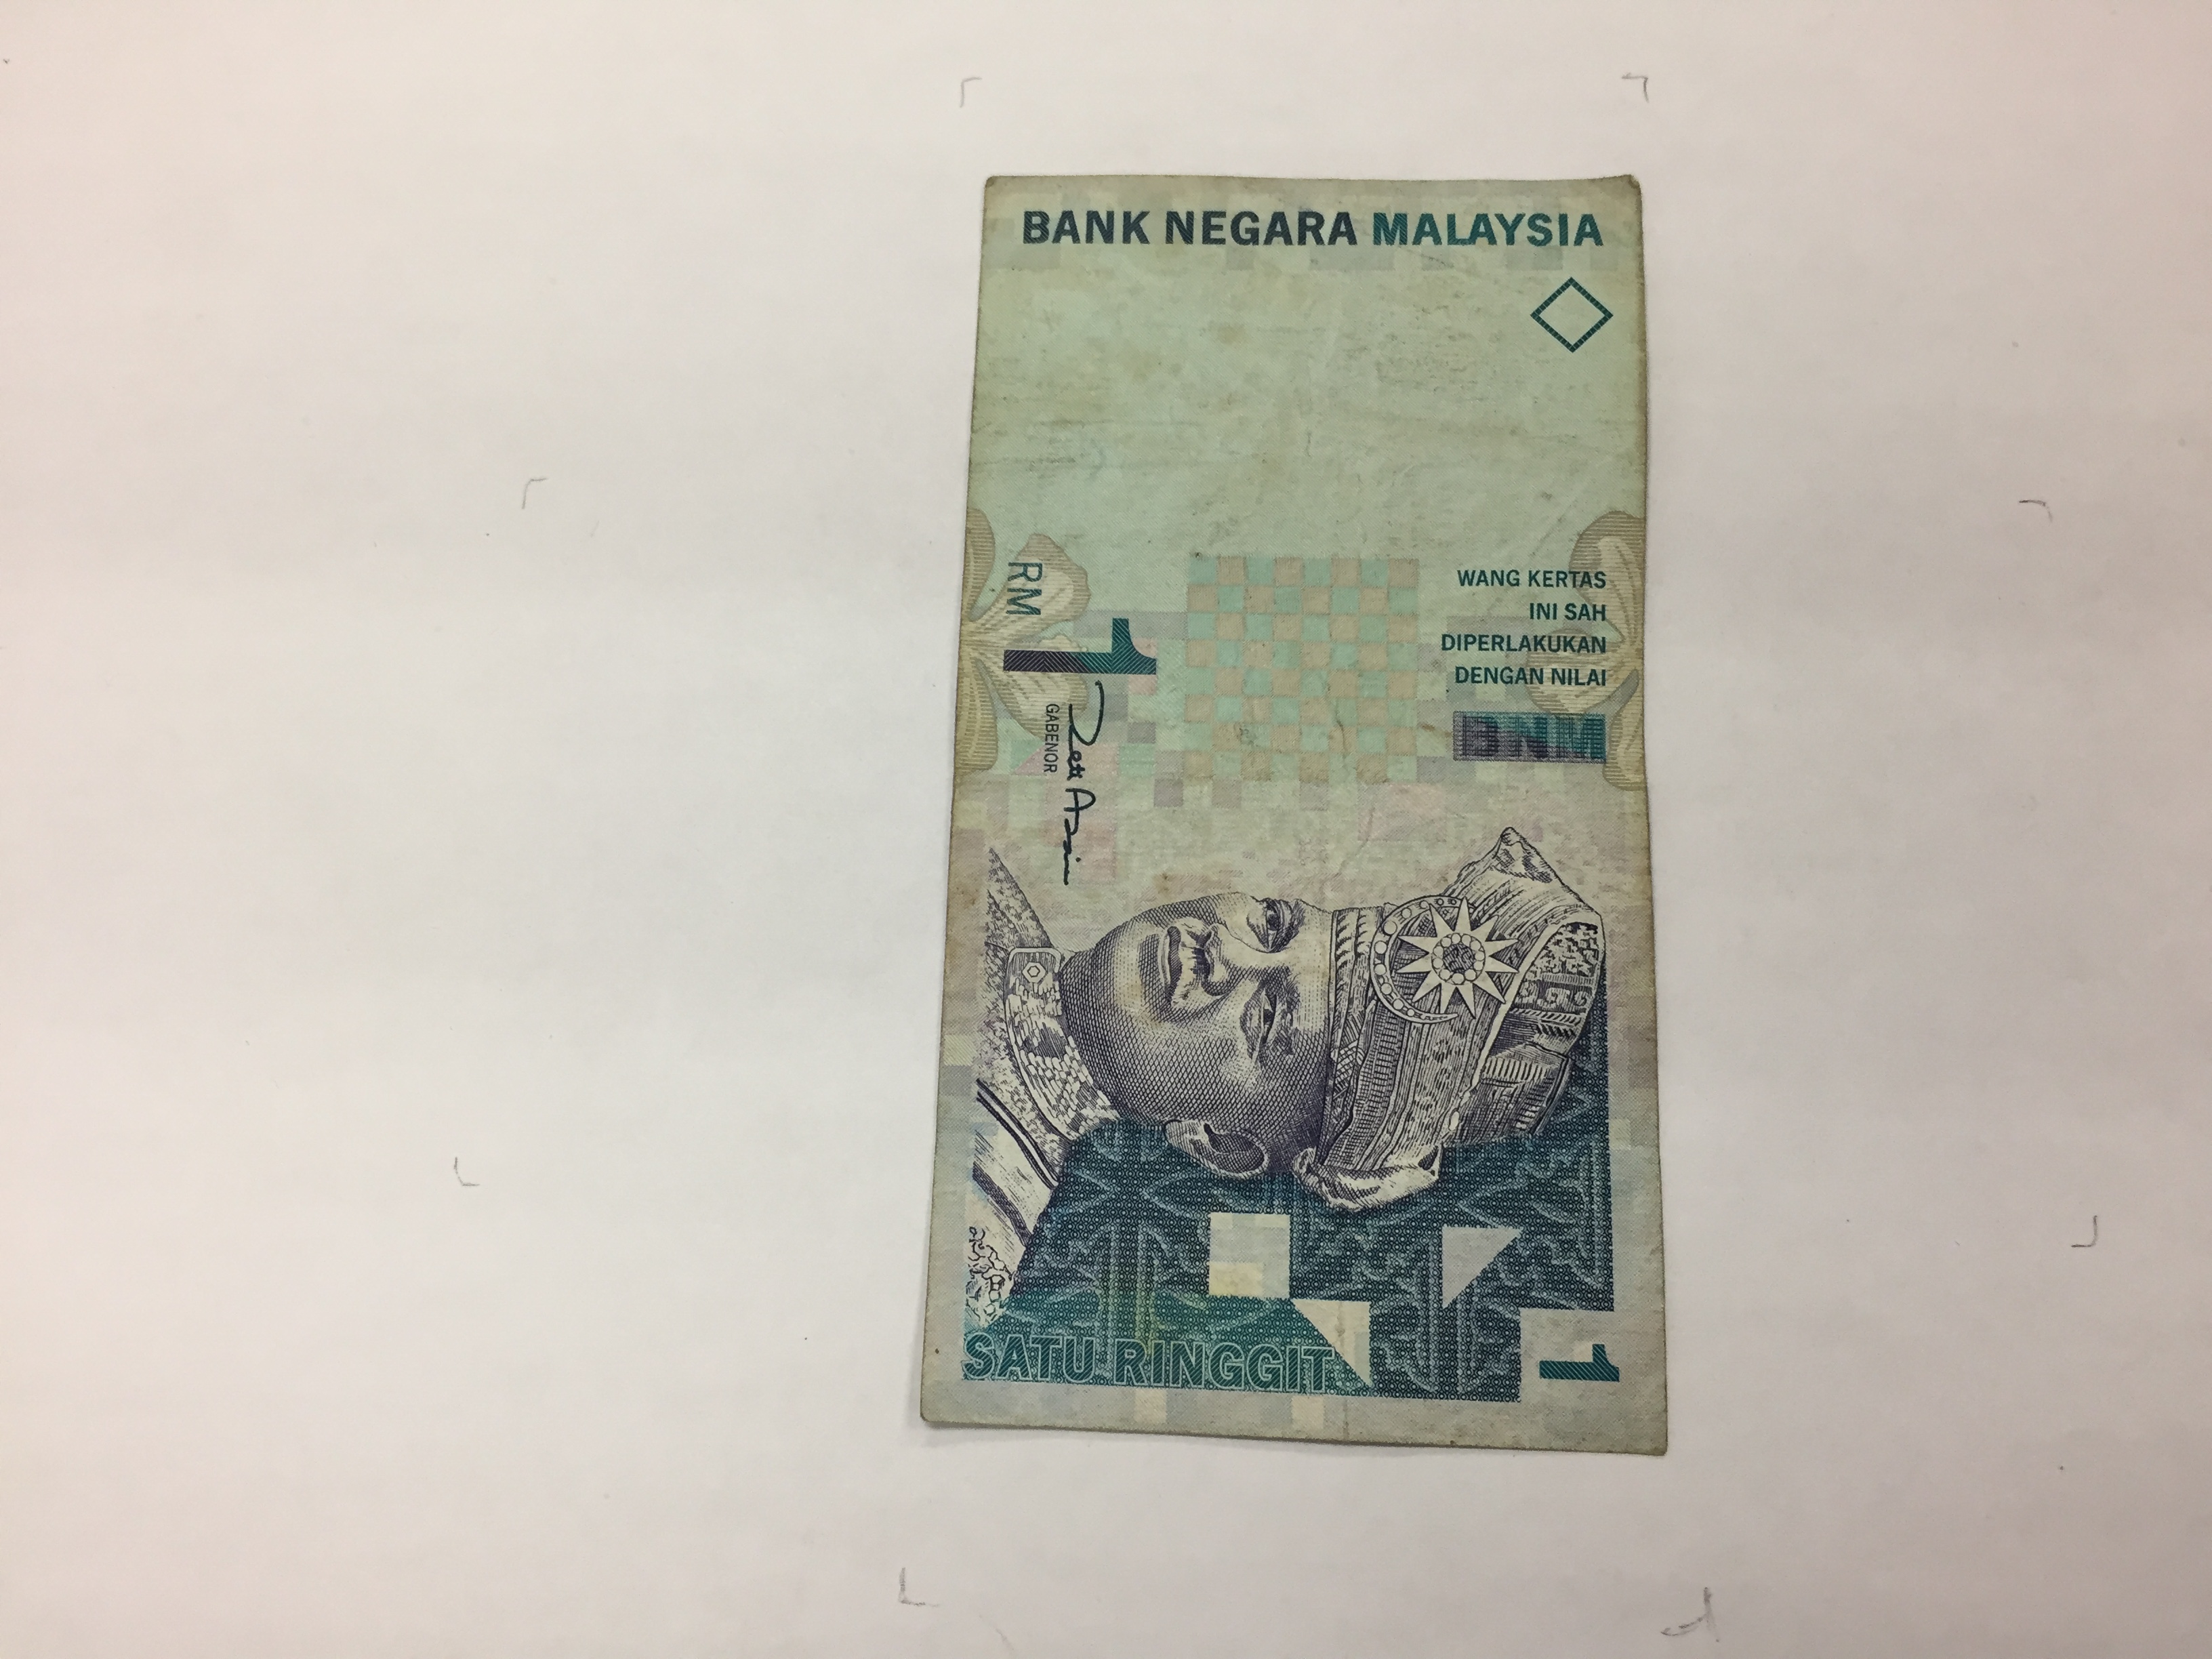 BANK NEGARA MALAYSIA
WANG KERTAS
INI SAH
DIPERLAKUKAN
DENGAN NILAI
BNM
RM
1
GABENOR
SATU RINGGIT
1